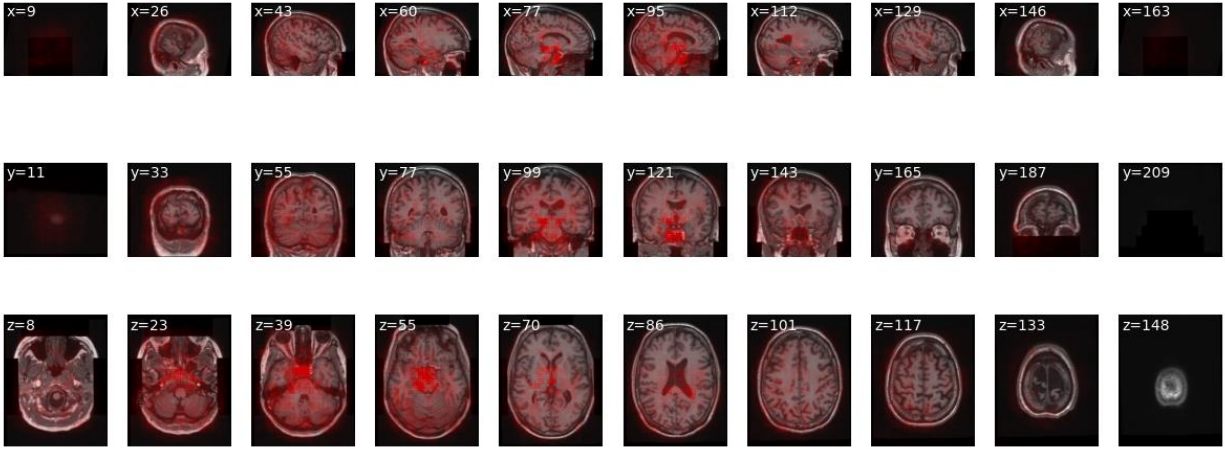 x=9 x=26 x=43 x=60 x=77 x=95 x=112 x=129 x=146 x=163
y=11 y=33 y=55 y=77 y=99 y=121 y=143 y=165 y=187 y=209
z=8 z=23 z=39 z=55 z=70 z=86 z=101 z=117 z=133 z=148